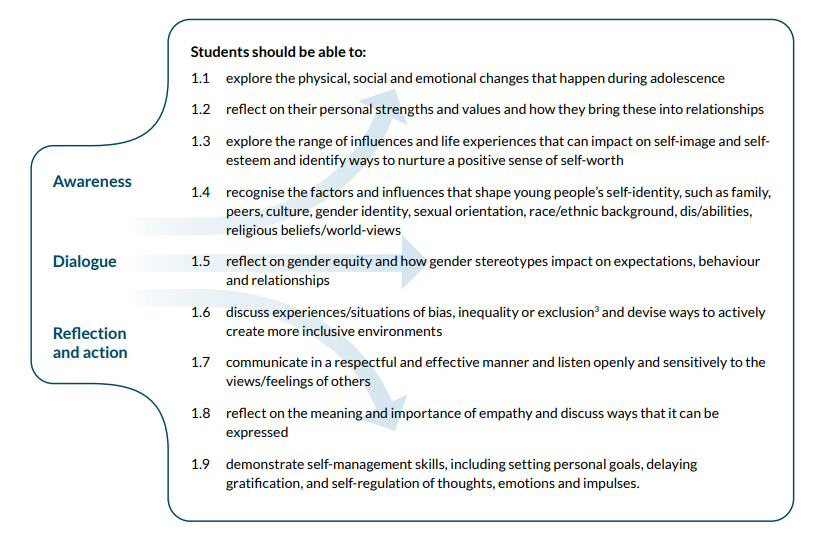 Awareness
Dialogue
Reflection
and action
Students should be able to:
1.1 explore the physical, social and emotional changes that happen during adolescence
1.2 reflect on their personal strengths and values and how they bring these into relationships
1.3 explore the range of influences and life experiences that can impact on self-image and self-
esteem and identify ways to nurture a positive sense of self-worth
1.4 recognise the factors and influences that shape young people’s self-identity, such as family,
peers, culture, gender identity, sexual orientation, race/ethnic background, dis/abilities,
religious beliefs/world-views
1.5 reflect on gender equity and how gender stereotypes impact on expectations, behaviour
and relationships
1.6 discuss experiences/situations of bias, inequality or exclusion³ and devise ways to actively
create more inclusive environments
1.7 communicate in a respectful and effective manner and listen openly and sensitively to the
views/feelings of others
1.8 reflect on the meaning and importance of empathy and discuss ways that it can be
expressed
1.9 demonstrate self-management skills, including setting personal goals, delaying
gratification, and self-regulation of thoughts, emotions and impulses.